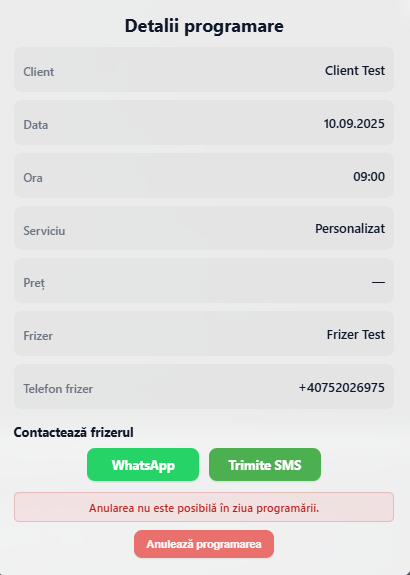 Detalii programare
Client Client Test
Data 10.09.2025
Ora 09:00
Serviciu Personalizat
Preț —
Frizer Frizer Test
Telefon frizer +40752026975
Contactează frizerul
WhatsApp Trimite SMS
Anularea nu este posibilă în ziua programării.
Anulează programarea